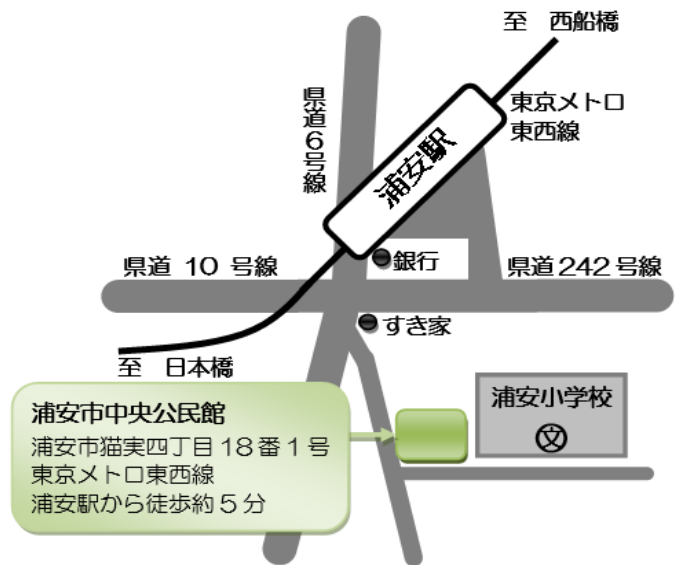 至 西船橋
東京メトロ
東西線
県道6号線
浦安駅
銀行
県道 10 号線
県道242号線
すき家
至 日本橋
浦安市中央公民館
浦安市猫実四丁目18番1号
東京メトロ東西線
浦安駅から徒歩約5分
浦安小学校
文